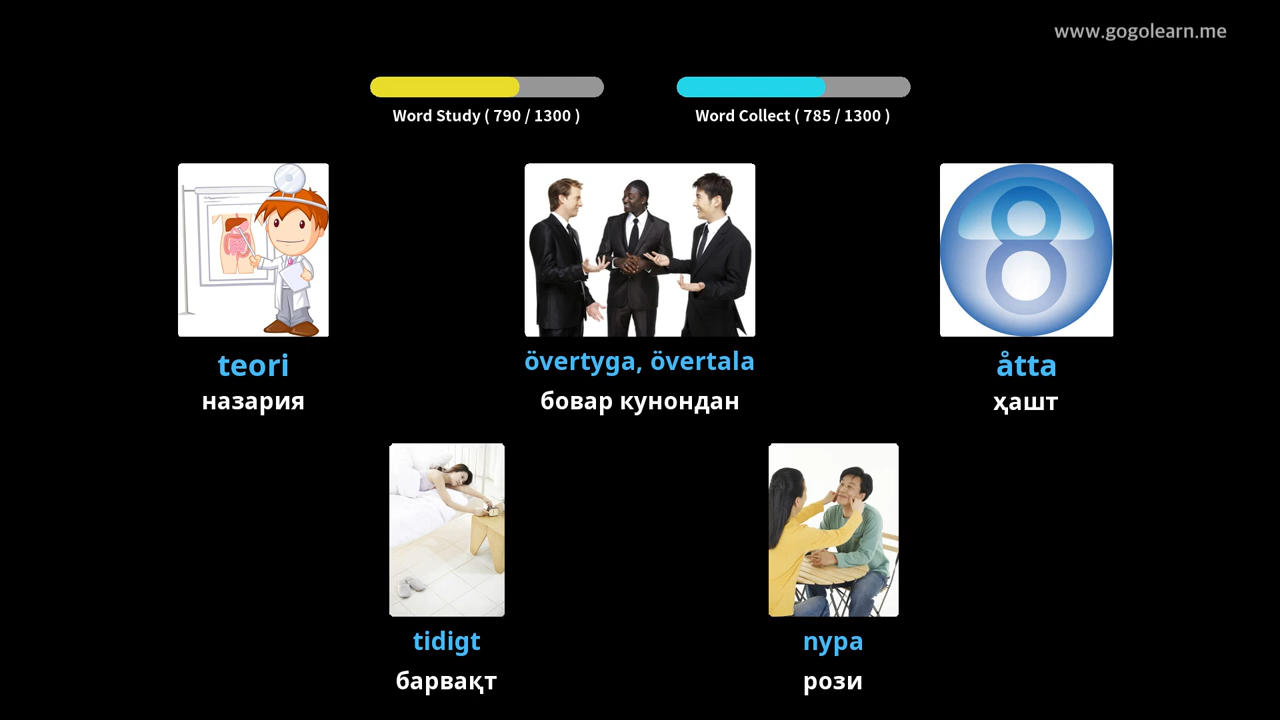 www.gogolearn.me
Word Study ( 790 / 1300 )
Word Collect ( 785 / 1300 )
8
teori
övertyga, övertala
åtta
назария
бовар кунондан
ҳашт
tidigt
nypa
барвақт
рози